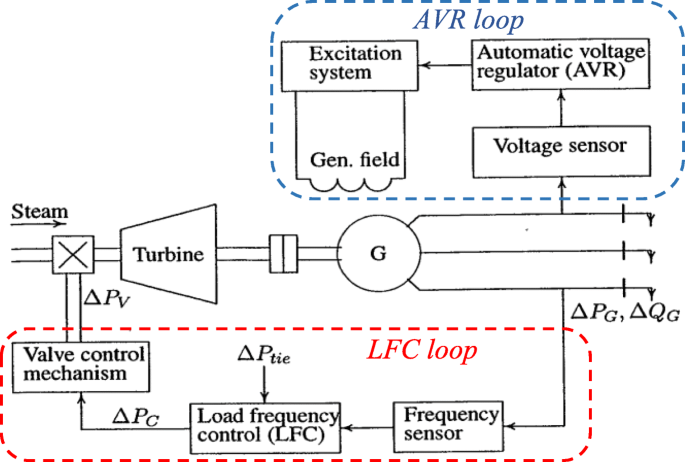 AVR loop
Excitation
system
Automatic voltage
regulator (AVR)
Gen. field
Voltage sensor
Steam
Turbine
G
ΔP_V
ΔP_G, ΔQ_G
Valve control
mechanism
LFC loop
ΔP_tie
ΔP_C
Load frequency
control (LFC)
Frequency
sensor